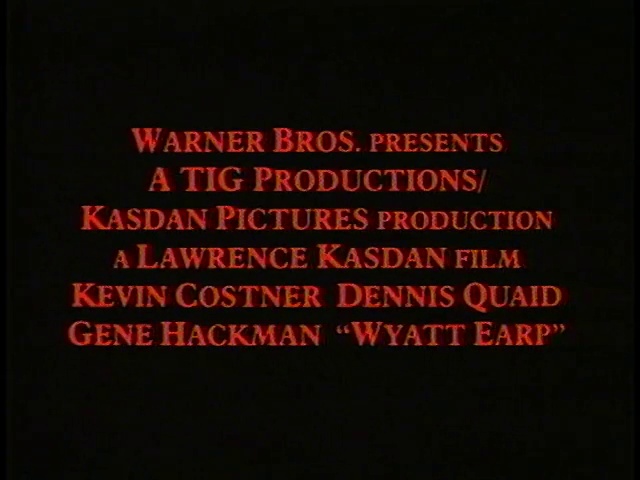 WARNER BROS. PRESENTS
A TIG PRODUCTIONS/
KASDAN PICTURES PRODUCTION
A LAWRENCE KASDAN FILM
KEVIN COSTNER DENNIS QUAID
GENE HACKMAN "WYATT EARP"